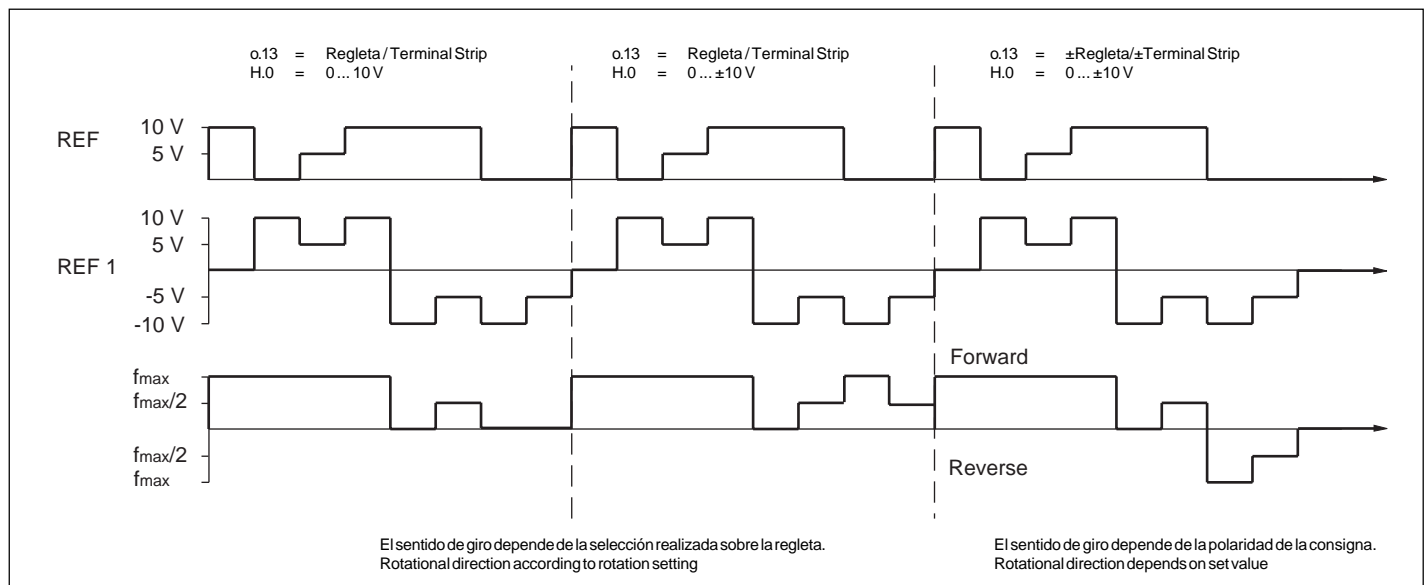 o.13 = Regleta / Terminal Strip
H.0 = 0 ... 10 V
o.13 = Regleta / Terminal Strip
H.0 = 0 ... ±10 V
o.13 = ±Regleta/±Terminal Strip
H.0 = 0 ... ±10 V
REF
10 V
5 V
REF 1
10 V
5 V
-5 V
-10 V
Forward
fmax
fmax/2
fmax/2
fmax
Reverse
El sentido de giro depende de la selección realizada sobre la regleta.
Rotational direction according to rotation setting
El sentido de giro depende de la polaridad de la consigna.
Rotational direction depends on set value